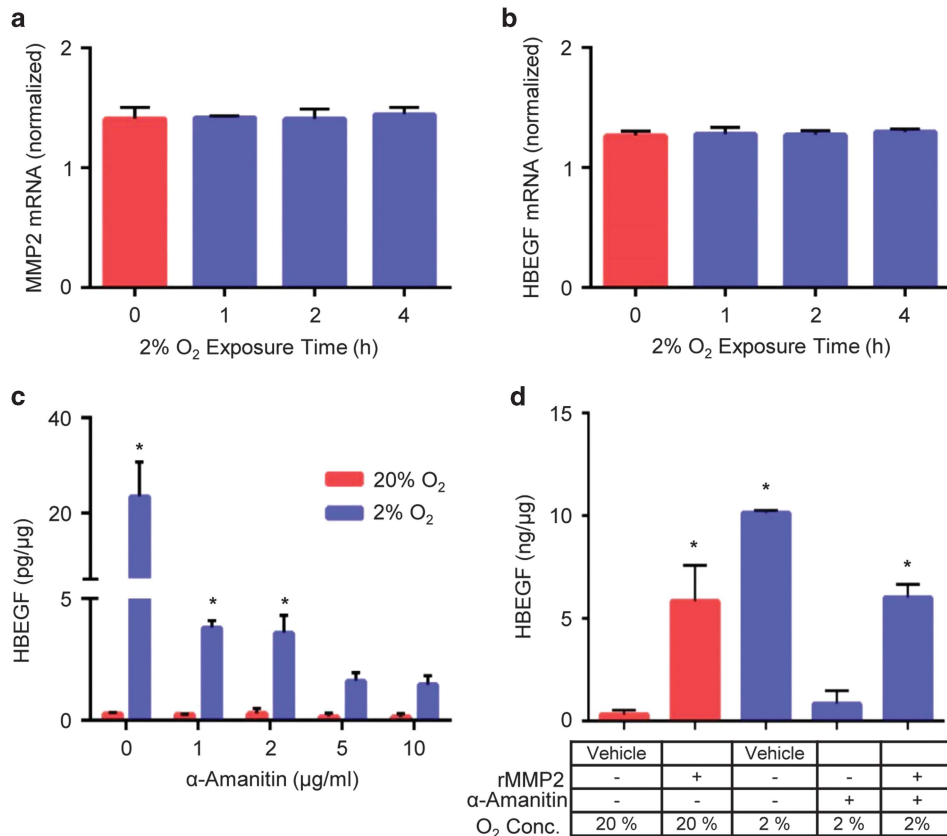 a
MMP2 mRNA (normalized)
2
1
0
0 1 2 4
2% O₂ Exposure Time (h)
b
HBEGF mRNA (normalized)
2
1
0
0 1 2 4
2% O₂ Exposure Time (h)
c
HBEGF (pg/µg)
40
20
5
0
*
*
*
20% O₂
2% O₂
0 1 2 5 10
α-Amanitin (µg/ml)
d
HBEGF (ng/µg)
15
10
5
0
*
*
*
Vehicle Vehicle
rMMP2 - + - - +
α-Amanitin - - - + +
O₂ Conc. 20 % 20 % 2 % 2 % 2%